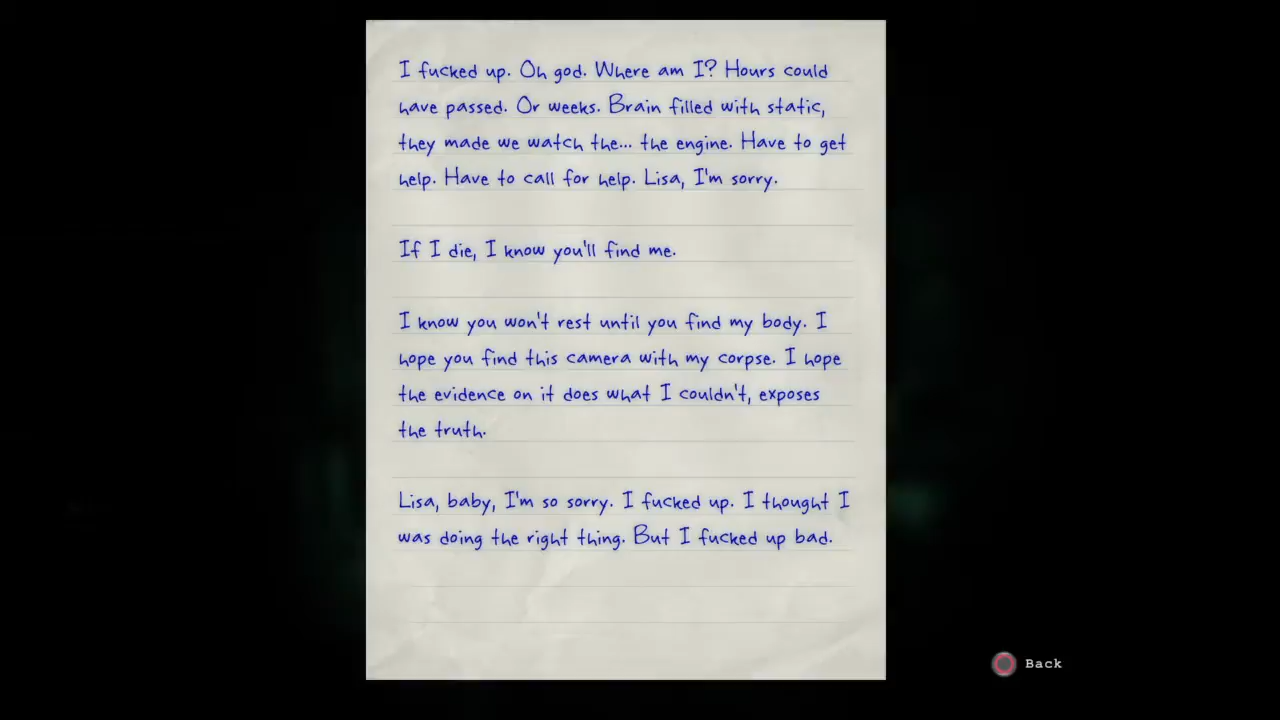 I fucked up. Oh god. Where am I? Hours could
have passed. Or weeks. Brain filled with static,
they made we watch the... the engine. Have to get
help. Have to call for help. Lisa, I'm sorry.
If I die, I know you'll find me.
I know you won't rest until you find my body. I
hope you find this camera with my corpse. I hope
the evidence on it does what I couldn't, exposes
the truth.
Lisa, baby, I'm so sorry. I fucked up. I thought I
was doing the right thing. But I fucked up bad.
Back